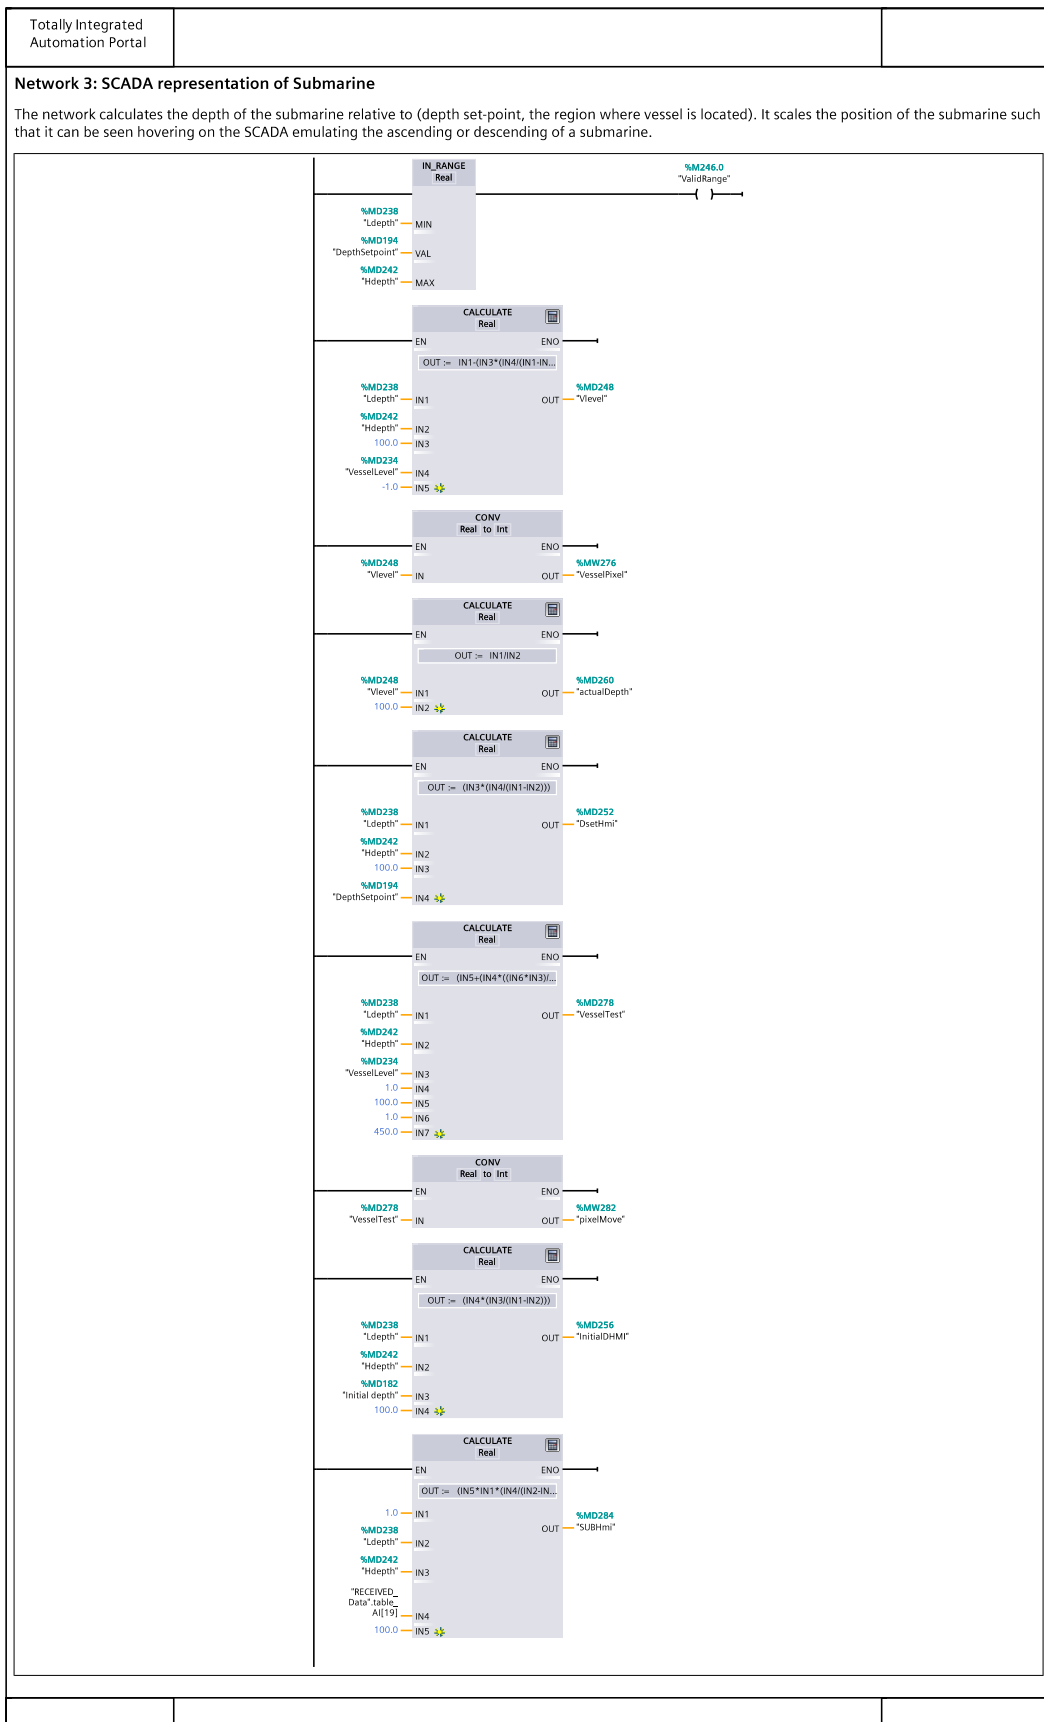 Totally Integrated
Automation Portal
Network 3: SCADA representation of Submarine
The network calculates the depth of the submarine relative to (depth set-point, the region where vessel is located). It scales the position of the submarine such
that it can be seen hovering on the SCADA emulating the ascending or descending of a submarine.
IN_RANGE
Real
%M246.0
"ValidRange"
%MD238
"Ldepth" MIN
%MD194
"DepthSetpoint" VAL
%MD242
"Hdepth" MAX
CALCULATE
Real
EN ENO
OUT := IN1-(IN3*(IN4/(IN1-IN...
%MD238 %MD248
"Ldepth" IN1 OUT "Vlevel"
%MD242
"Hdepth" IN2
100.0 IN3
%MD234
"VesselLevel" IN4
-1.0 IN5
CONV
Real to Int
EN ENO
%MD248 %MW276
"Vlevel" IN OUT "VesselPixel"
CALCULATE
Real
EN ENO
OUT := IN1/IN2
%MD248 %MD260
"Vlevel" IN1 OUT "actualDepth"
100.0 IN2
CALCULATE
Real
EN ENO
OUT := (IN3*(IN4/(IN1-IN2)))
%MD238 %MD252
"Ldepth" IN1 OUT "DsetHmi"
%MD242
"Hdepth" IN2
100.0 IN3
%MD194
"DepthSetpoint" IN4
CALCULATE
Real
EN ENO
OUT := (IN5+(IN4*((IN6*IN3)/...
%MD238 %MD278
"Ldepth" IN1 OUT "VesselTest"
%MD242
"Hdepth" IN2
%MD234
"VesselLevel" IN3
1.0 IN4
100.0 IN5
1.0 IN6
450.0 IN7
CONV
Real to Int
EN ENO
%MD278 %MW282
"VesselTest" IN OUT "pixelMove"
CALCULATE
Real
EN ENO
OUT := (IN4*(IN3/(IN1-IN2)))
%MD238 %MD256
"Ldepth" IN1 OUT "InitialDHMI"
%MD242
"Hdepth" IN2
%MD182
"Initial depth" IN3
100.0 IN4
CALCULATE
Real
EN ENO
OUT := (IN5*IN1*(IN4/(IN2-IN...
1.0 IN1
%MD238 %MD284
"Ldepth" IN2 OUT "SUBHmi"
%MD242
"Hdepth" IN3
"RECEIVED_
Data".table_
AI[19] IN4
100.0 IN5